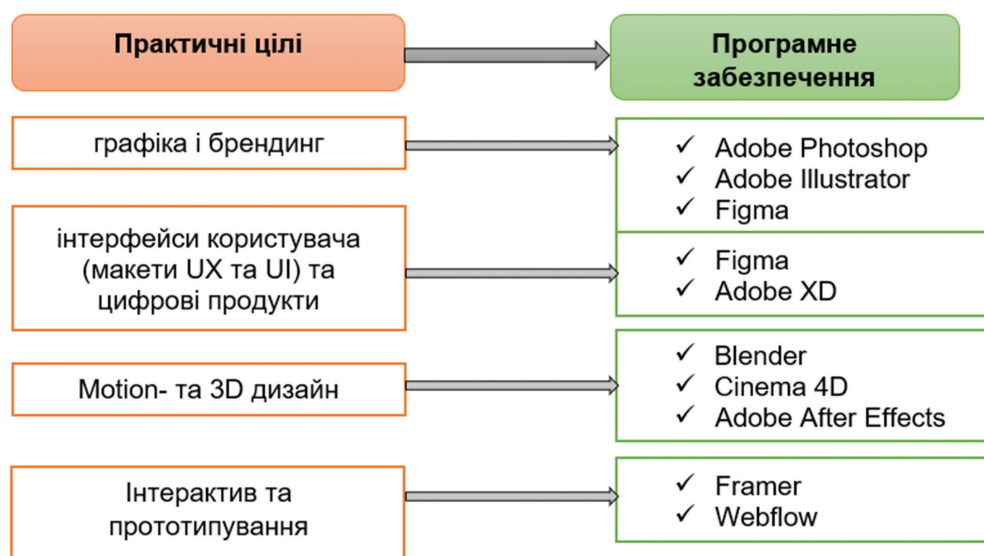 Практичні цілі
Програмне
забезпечення
графіка і брендинг
✓ Adobe Photoshop
✓ Adobe Illustrator
✓ Figma
інтерфейси користувача
(макети UX та UI) та
цифрові продукти
✓ Figma
✓ Adobe XD
Motion- та 3D дизайн
✓ Blender
✓ Cinema 4D
✓ Adobe After Effects
Інтерактив та
прототипування
✓ Framer
✓ Webflow